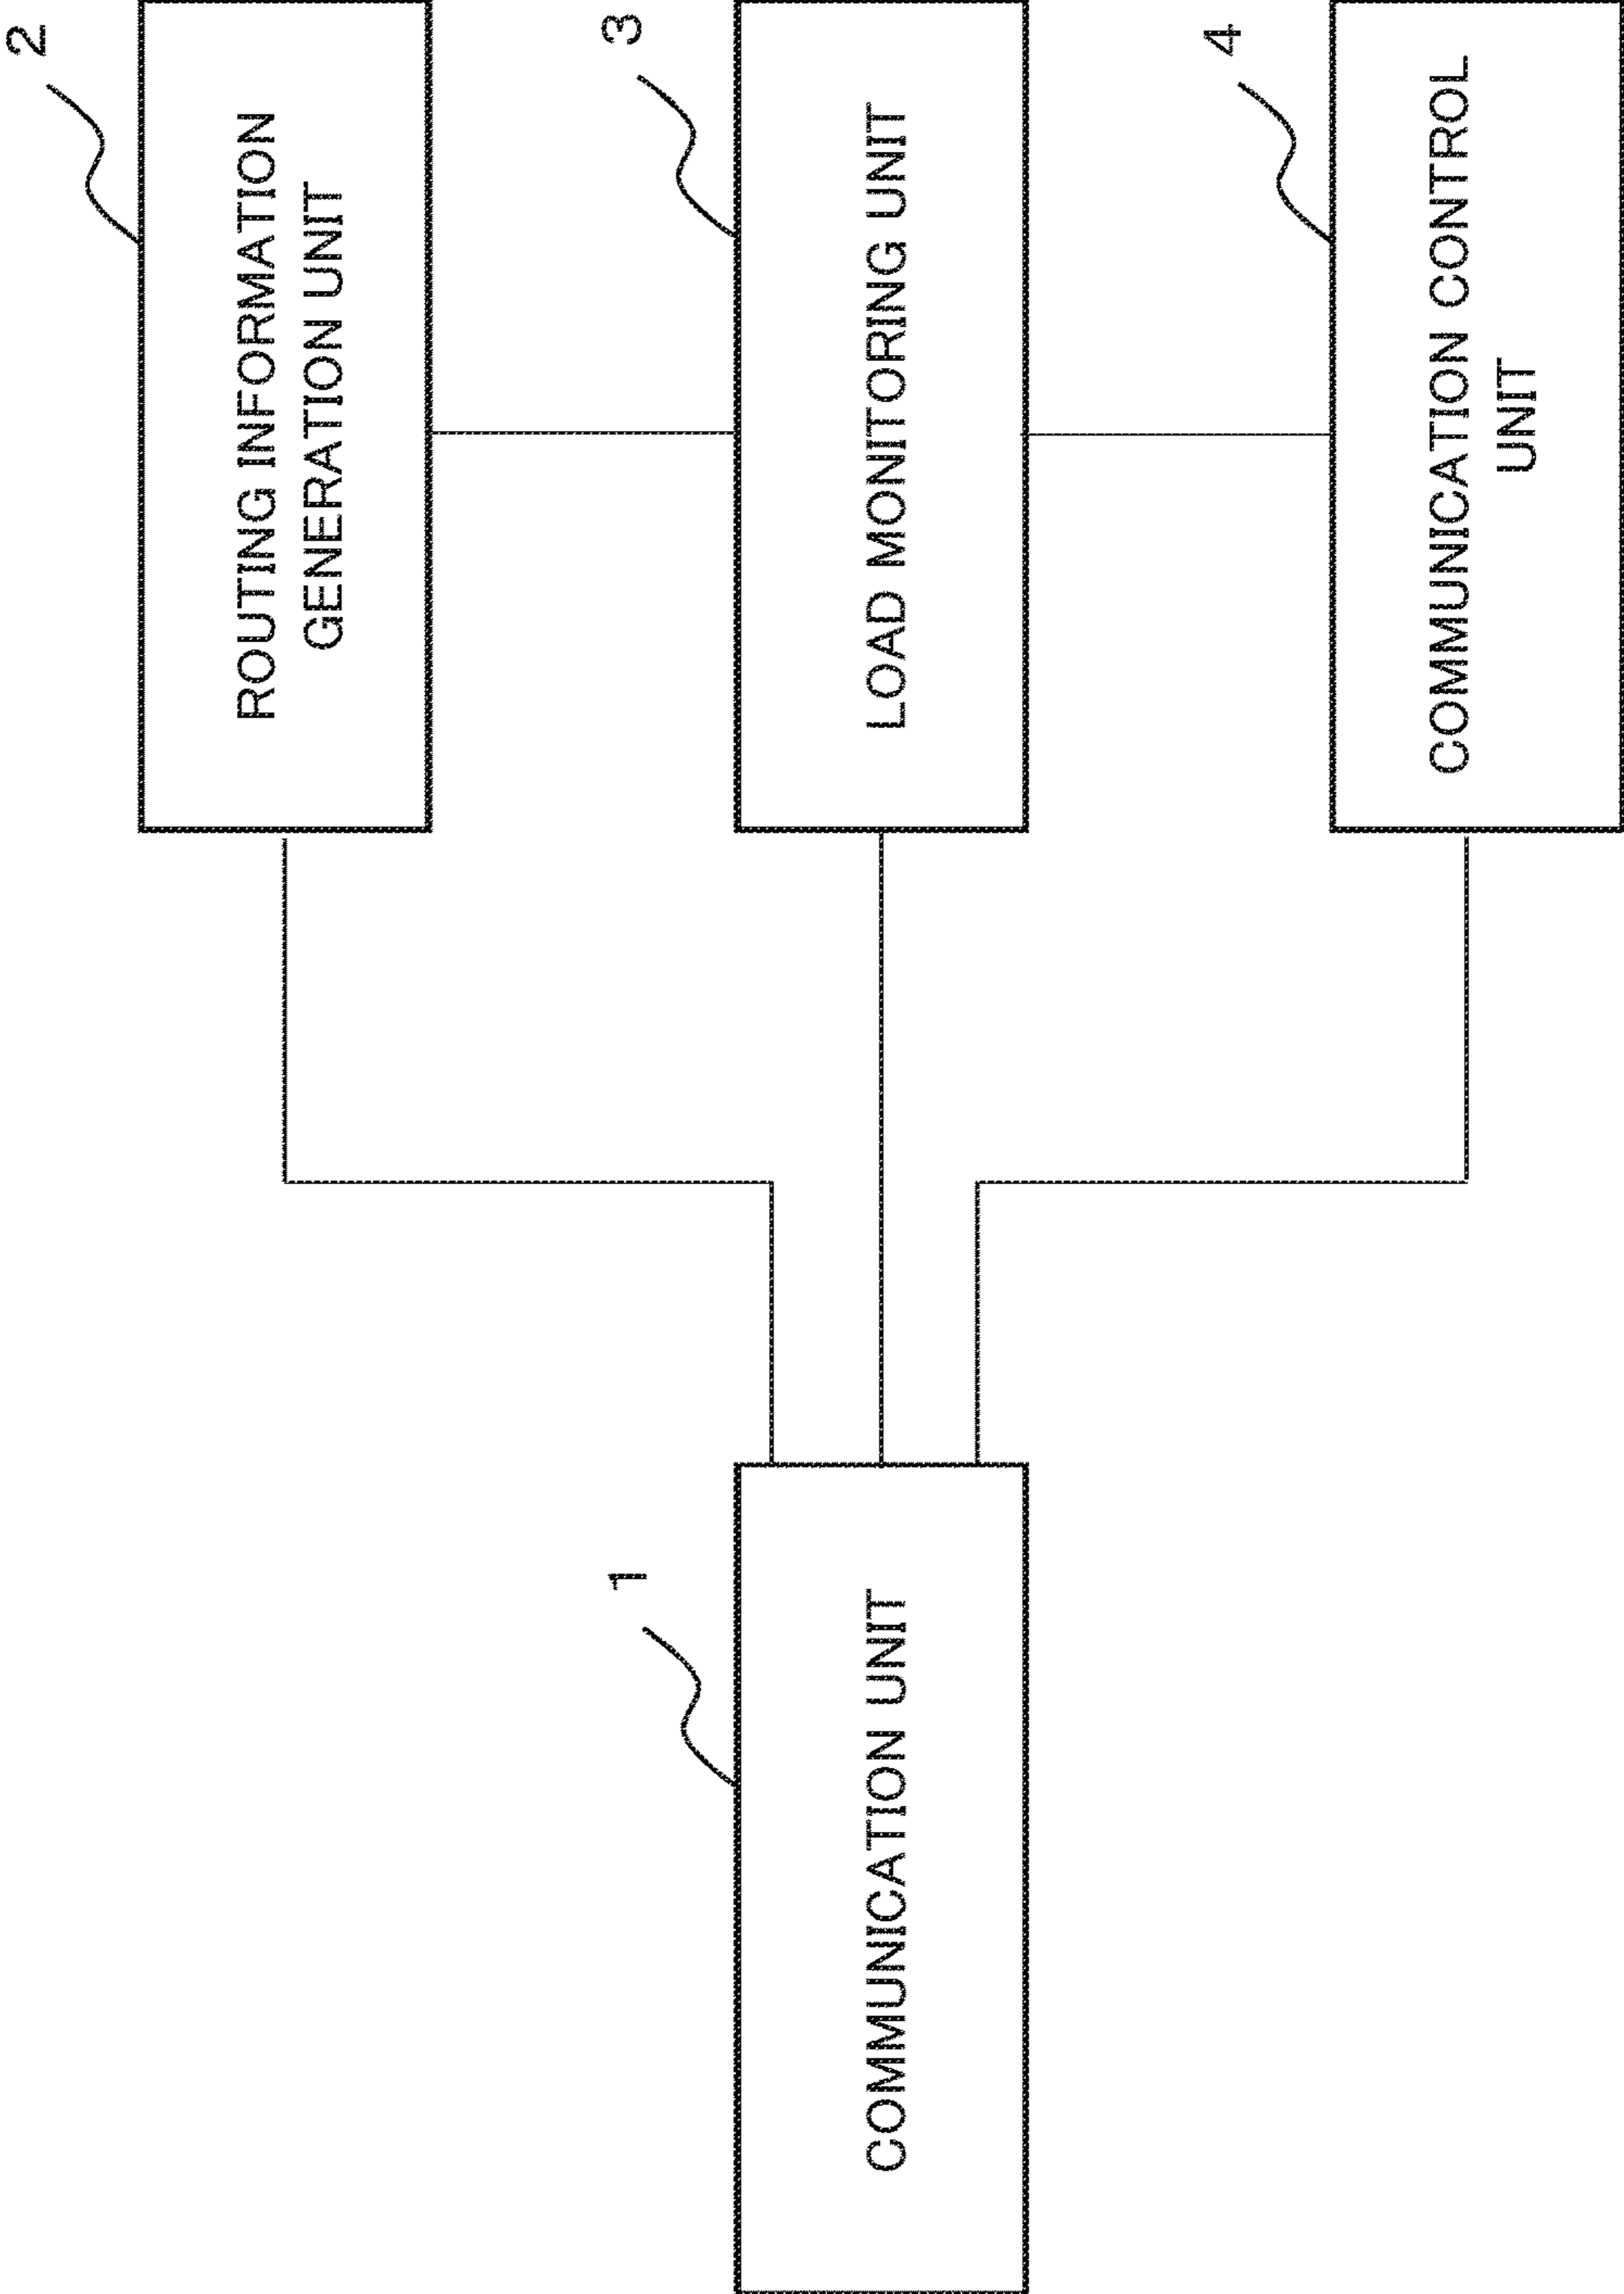 1
COMMUNICATION UNIT
2
ROUTING INFORMATION
GENERATION UNIT
3
LOAD MONITORING UNIT
4
COMMUNICATION CONTROL
UNIT